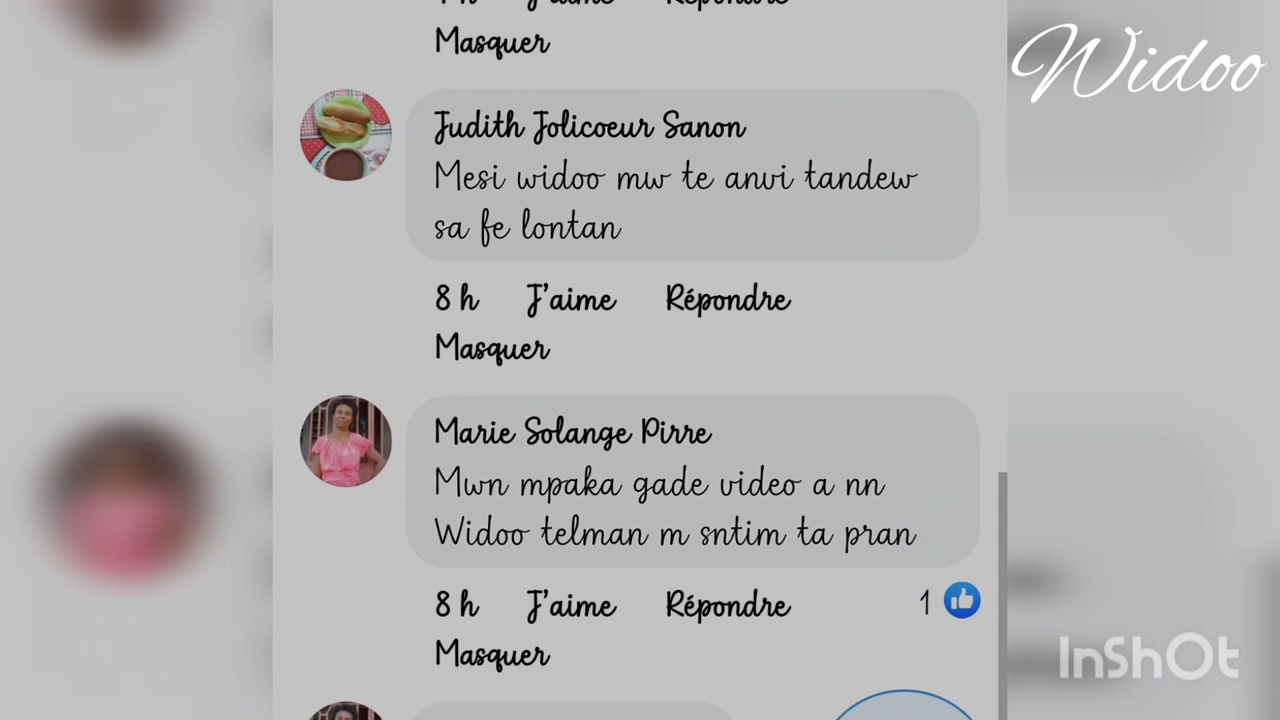 Masquer
Widoo
Judith Jolicoeur Sanon
Mesi widoo mw te anvi tandew
sa fe lontan
8 h J'aime Répondre
Masquer
Marie Solange Pirre
Mwn mpaka gade video a nn
Widoo telman m sntim ta pran
8 h J'aime Répondre 1
Masquer
InShOt